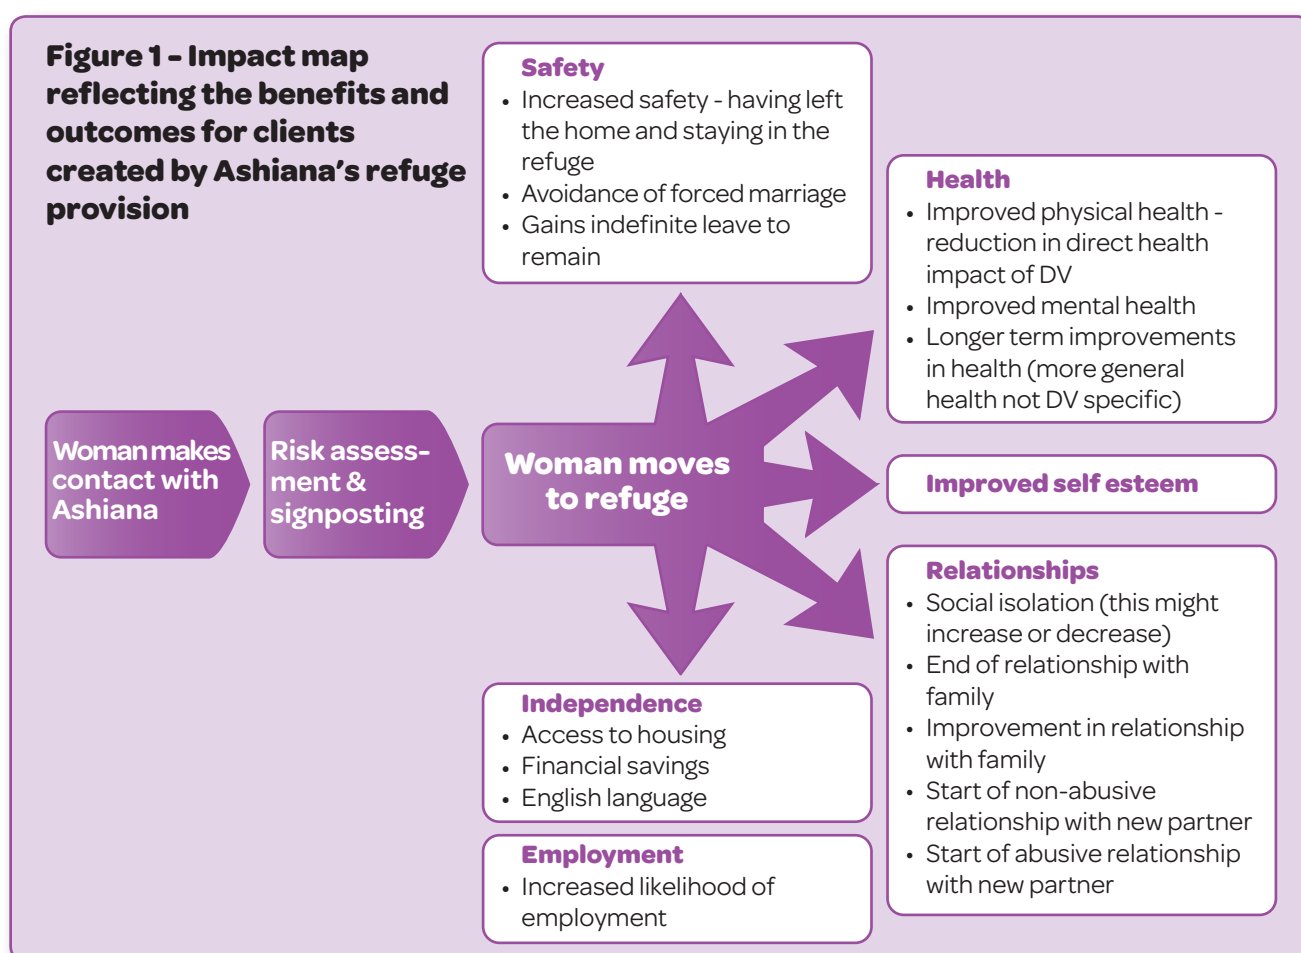 Figure 1 - Impact map
reflecting the benefits and
outcomes for clients
created by Ashiana's refuge
provision
Safety
• Increased safety - having left
the home and staying in the
refuge
• Avoidance of forced marriage
• Gains indefinite leave to
remain
Health
• Improved physical health -
reduction in direct health
impact of DV
• Improved mental health
• Longer term improvements
in health (more general
health not DV specific)
Woman makes
contact with
Ashiana
Risk assess-
ment &
signposting
Woman moves
to refuge
Improved self esteem
Relationships
• Social isolation (this might
increase or decrease)
• End of relationship with
family
• Improvement in relationship
with family
• Start of non-abusive
relationship with new partner
• Start of abusive relationship
with new partner
Independence
• Access to housing
• Financial savings
• English language
Employment
• Increased likelihood of
employment